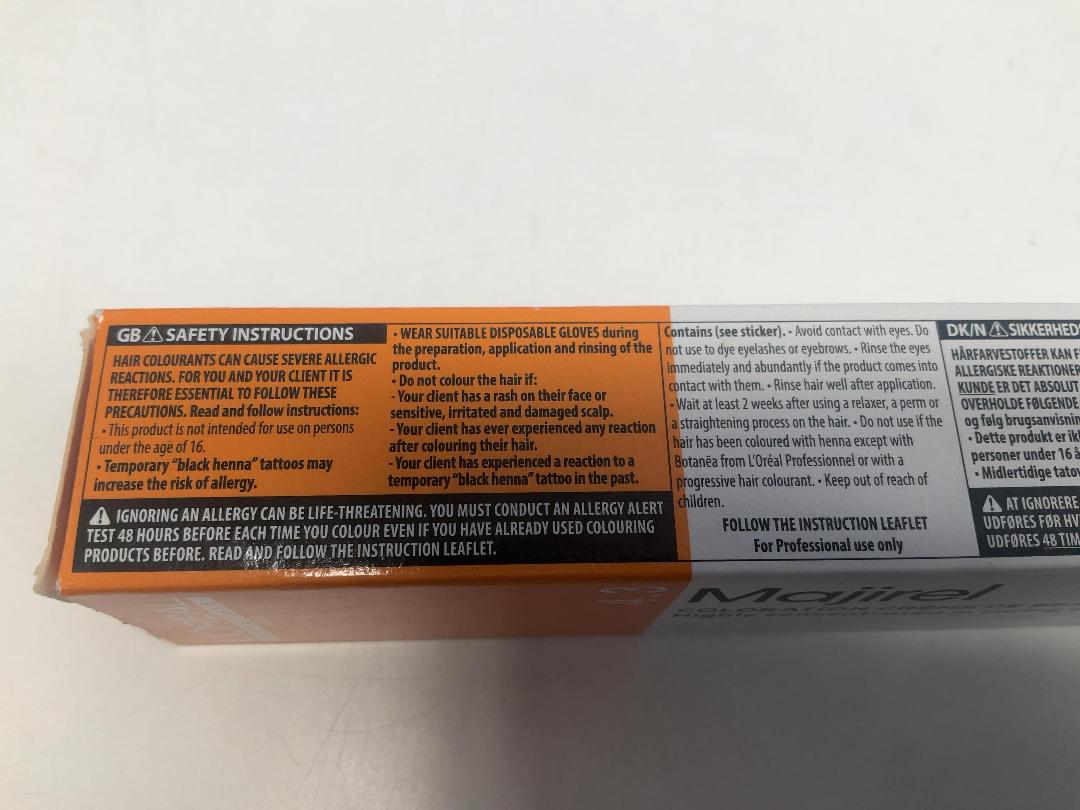 GB ⚠ SAFETY INSTRUCTIONS
HAIR COLOURANTS CAN CAUSE SEVERE ALLERGIC
REACTIONS. FOR YOU AND YOUR CLIENT IT IS
THEREFORE ESSENTIAL TO FOLLOW THESE
PRECAUTIONS. Read and follow instructions:
• This product is not intended for use on persons
under the age of 16.
• Temporary “black henna” tattoos may
increase the risk of allergy.
• WEAR SUITABLE DISPOSABLE GLOVES during
the preparation, application and rinsing of the
product.
• Do not colour the hair if:
- Your client has a rash on their face or
sensitive, irritated and damaged scalp.
- Your client has ever experienced any reaction
after colouring their hair.
- Your client has experienced a reaction to a
temporary “black henna” tattoo in the past.
⚠ IGNORING AN ALLERGY CAN BE LIFE-THREATENING. YOU MUST CONDUCT AN ALLERGY ALERT
TEST 48 HOURS BEFORE EACH TIME YOU COLOUR EVEN IF YOU HAVE ALREADY USED COLOURING
PRODUCTS BEFORE. READ AND FOLLOW THE INSTRUCTION LEAFLET.
Contains (see sticker). • Avoid contact with eyes. Do
not use to dye eyelashes or eyebrows. • Rinse the eyes
immediately and abundantly if the product comes into
contact with them. • Rinse hair well after application.
• Wait at least 2 weeks after using a relaxer, a perm or
a straightening process on the hair. • Do not use if the
hair has been coloured with henna except with
Botanēa from L'Oréal Professionnel or with a
progressive hair colourant. • Keep out of reach of
children.
FOLLOW THE INSTRUCTION LEAFLET
For Professional use only
DK/N ⚠ SIKKERHED
HÅRFARVESTOFFER KAN
ALLERGISKE REAKTIONER
KUNDE ER DET ABSOLUT
OVERHOLDE FØLGENDE
og følg brugsanvisnin
• Dette produkt er ik
personer under 16 å
• Midlertidige tato
⚠ AT IGNORERE
UDFØRES FØR HV
UDFØRES 48 TIM
4.3
Majirel
COLORATION CRÈME DE
Highly